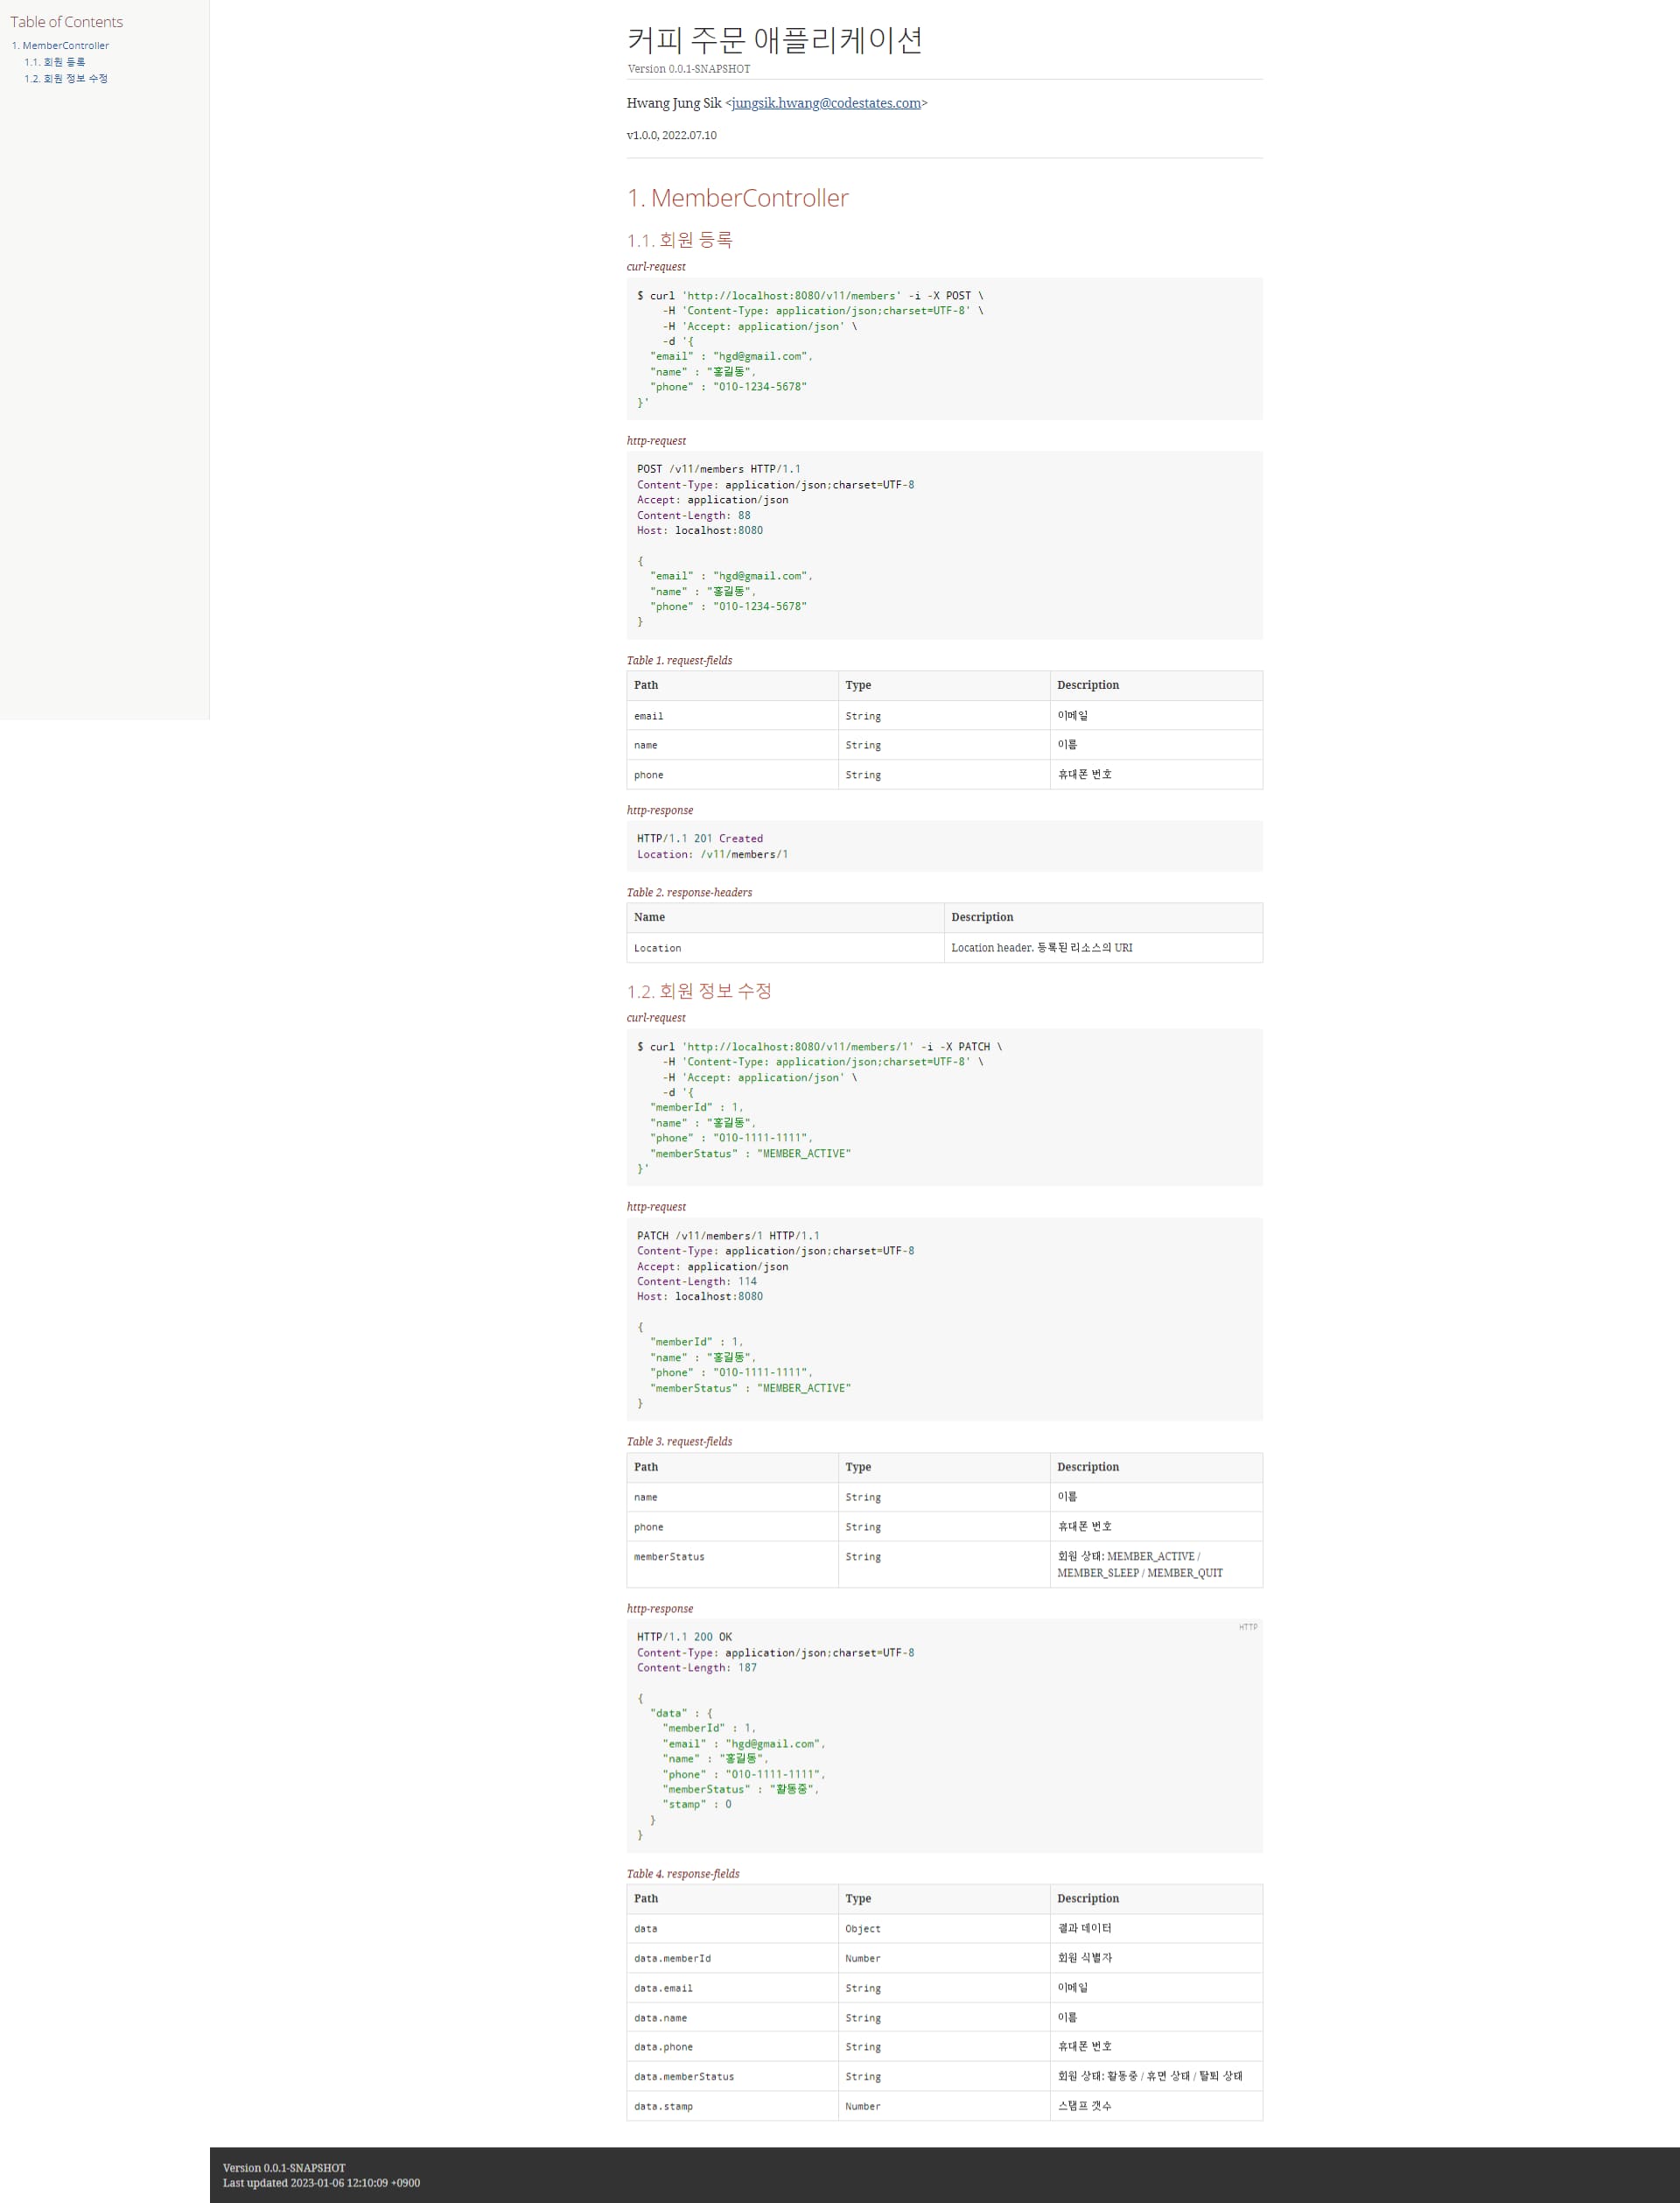 Table of Contents
1. MemberController
1.1. 회원 등록
1.2. 회원 정보 수정
커피 주문 애플리케이션
Version 0.0.1-SNAPSHOT
Hwang Jung Sik <jungsik.hwang@codestates.com>
v1.0.0, 2022.07.10
1. MemberController
1.1. 회원 등록
curl-request
$ curl 'http://localhost:8080/v11/members' -i -X POST \
    -H 'Content-Type: application/json;charset=UTF-8' \
    -H 'Accept: application/json' \
    -d '{
  "email" : "hgd@gmail.com",
  "name" : "홍길동",
  "phone" : "010-1234-5678"
}'
http-request
POST /v11/members HTTP/1.1
Content-Type: application/json;charset=UTF-8
Accept: application/json
Content-Length: 88
Host: localhost:8080
{
  "email" : "hgd@gmail.com",
  "name" : "홍길동",
  "phone" : "010-1234-5678"
}
Table 1. request-fields
Path Type Description
email String 이메일
name String 이름
phone String 휴대폰 번호
http-response
HTTP/1.1 201 Created
Location: /v11/members/1
Table 2. response-headers
Name Description
Location Location header. 등록된 리소스의 URI
1.2. 회원 정보 수정
curl-request
$ curl 'http://localhost:8080/v11/members/1' -i -X PATCH \
    -H 'Content-Type: application/json;charset=UTF-8' \
    -H 'Accept: application/json' \
    -d '{
  "memberId" : 1,
  "name" : "홍길동",
  "phone" : "010-1111-1111",
  "memberStatus" : "MEMBER_ACTIVE"
}'
http-request
PATCH /v11/members/1 HTTP/1.1
Content-Type: application/json;charset=UTF-8
Accept: application/json
Content-Length: 114
Host: localhost:8080
{
  "memberId" : 1,
  "name" : "홍길동",
  "phone" : "010-1111-1111",
  "memberStatus" : "MEMBER_ACTIVE"
}
Table 3. request-fields
Path Type Description
name String 이름
phone String 휴대폰 번호
memberStatus String 회원 상태: MEMBER_ACTIVE /
MEMBER_SLEEP / MEMBER_QUIT
http-response
HTTP
HTTP/1.1 200 OK
Content-Type: application/json;charset=UTF-8
Content-Length: 187
{
  "data" : {
    "memberId" : 1,
    "email" : "hgd@gmail.com",
    "name" : "홍길동",
    "phone" : "010-1111-1111",
    "memberStatus" : "활동중",
    "stamp" : 0
  }
}
Table 4. response-fields
Path Type Description
data Object 결과 데이터
data.memberId Number 회원 식별자
data.email String 이메일
data.name String 이름
data.phone String 휴대폰 번호
data.memberStatus String 회원 상태: 활동중 / 휴면 상태 / 탈퇴 상태
data.stamp Number 스탬프 갯수
Version 0.0.1-SNAPSHOT
Last updated 2023-01-06 12:10:09 +0900